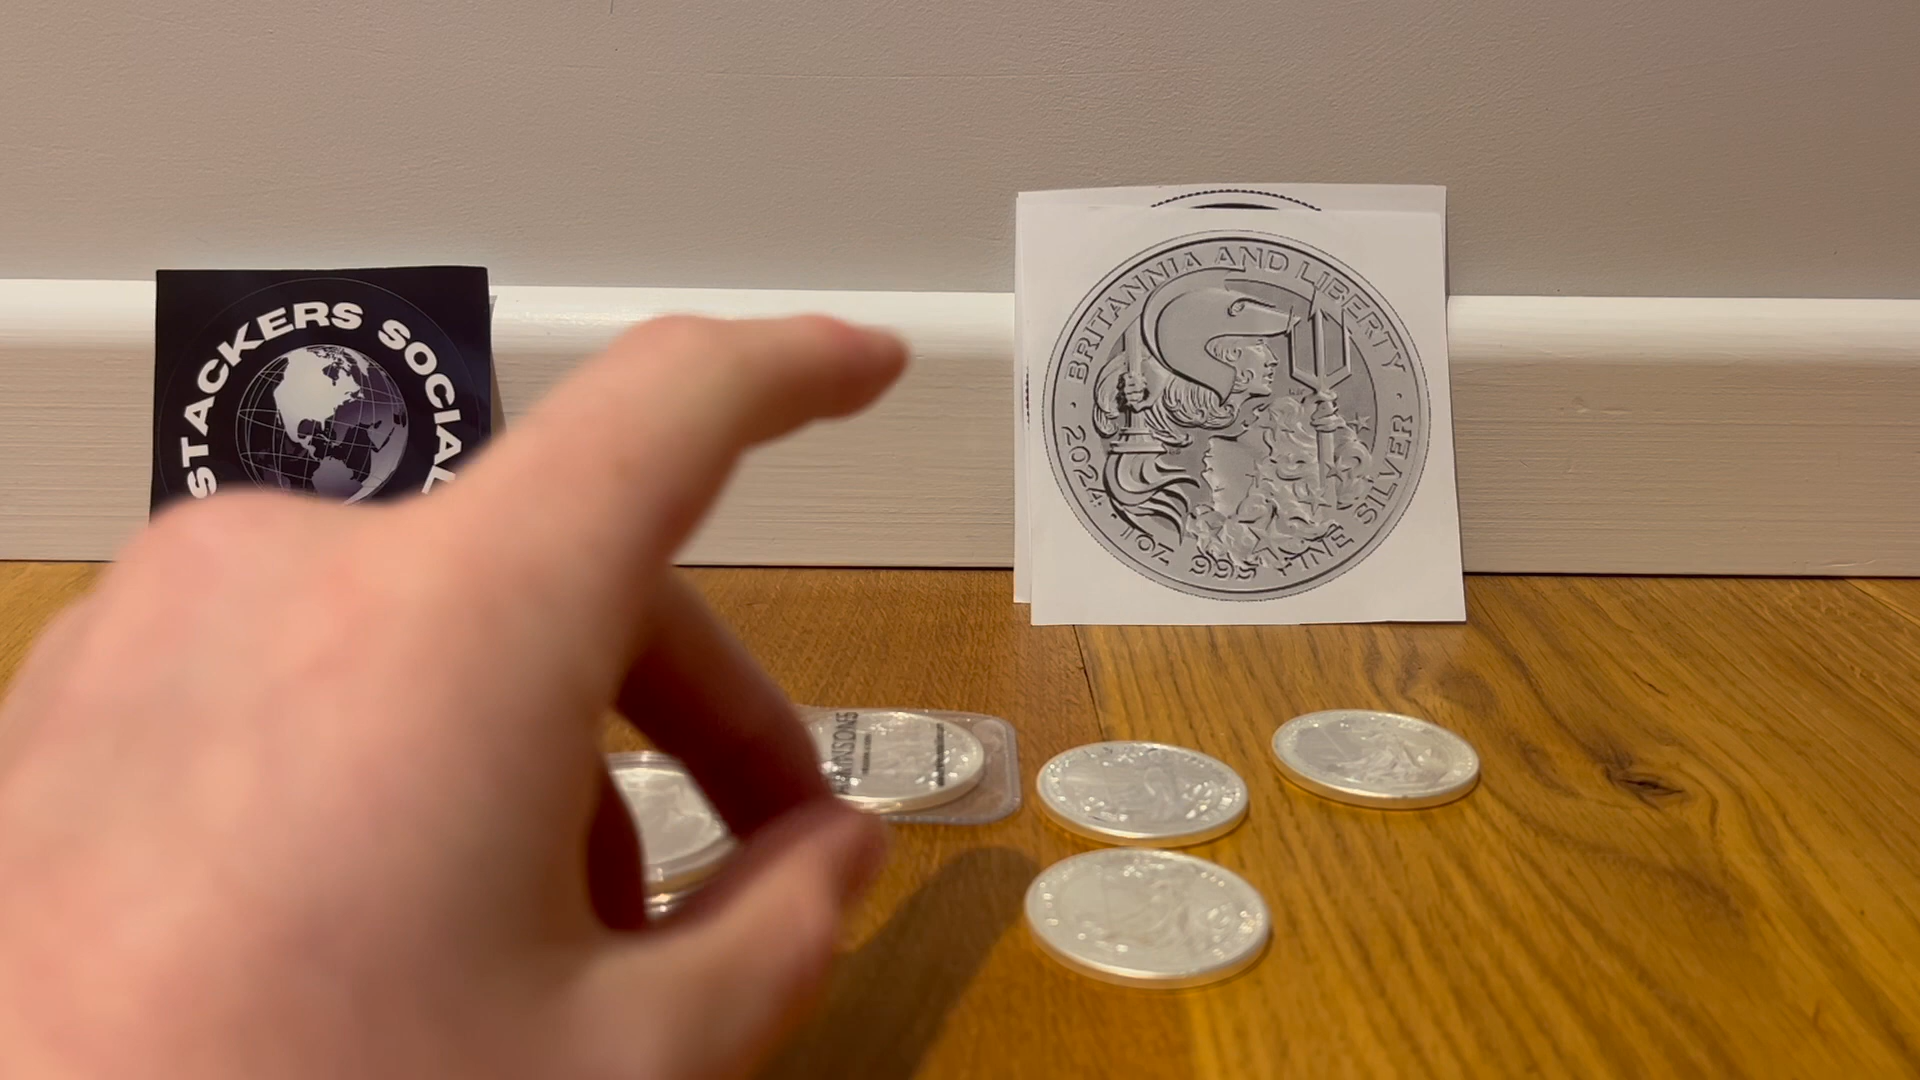 STACKERS SOCIAL
BRITANNIA AND LIBERTY
· 2024 · 1OZ 999 FINE SILVER ·